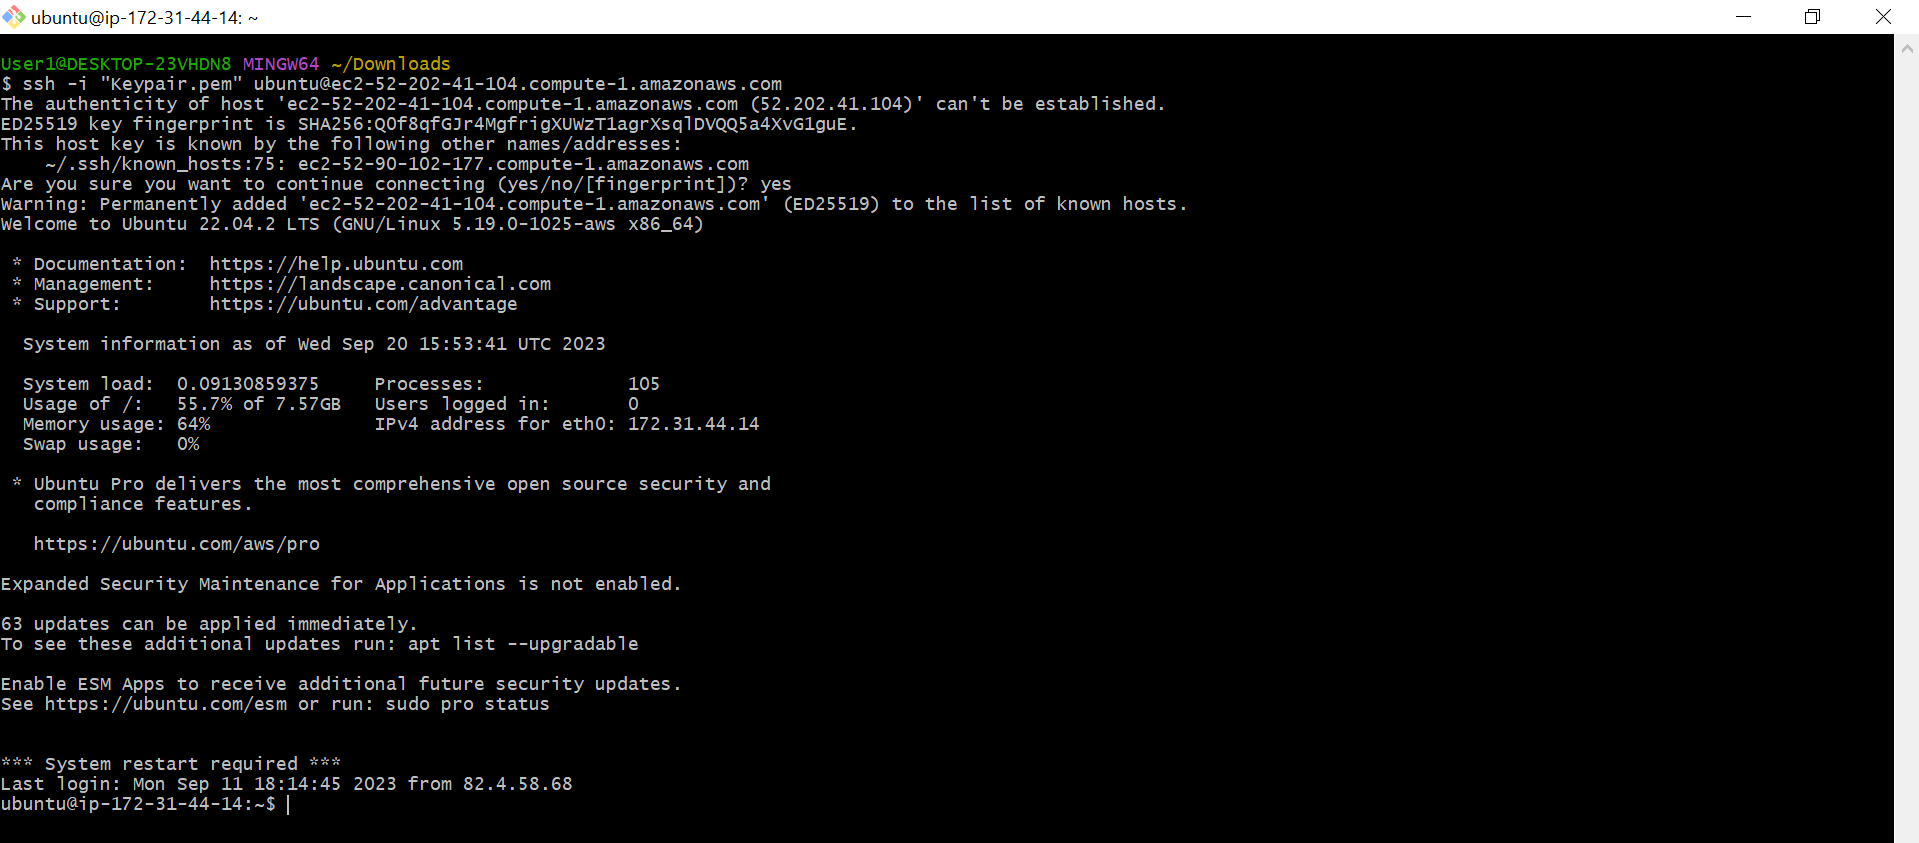 ubuntu@ip-172-31-44-14: ~
User1@DESKTOP-23VHDN8 MINGW64 ~/Downloads
$ ssh -i "Keypair.pem" ubuntu@ec2-52-202-41-104.compute-1.amazonaws.com
The authenticity of host 'ec2-52-202-41-104.compute-1.amazonaws.com (52.202.41.104)' can't be established.
ED25519 key fingerprint is SHA256:QOf8qfGJr4MgfrigXUWzT1agrXsqlDVQQ5a4XvG1guE.
This host key is known by the following other names/addresses:
    ~/.ssh/known_hosts:75: ec2-52-90-102-177.compute-1.amazonaws.com
Are you sure you want to continue connecting (yes/no/[fingerprint])? yes
Warning: Permanently added 'ec2-52-202-41-104.compute-1.amazonaws.com' (ED25519) to the list of known hosts.
Welcome to Ubuntu 22.04.2 LTS (GNU/Linux 5.19.0-1025-aws x86_64)
 * Documentation:  https://help.ubuntu.com
 * Management:     https://landscape.canonical.com
 * Support:        https://ubuntu.com/advantage
  System information as of Wed Sep 20 15:53:41 UTC 2023
  System load:  0.09130859375     Processes:             105
  Usage of /:   55.7% of 7.57GB   Users logged in:       0
  Memory usage: 64%               IPv4 address for eth0: 172.31.44.14
  Swap usage:   0%
 * Ubuntu Pro delivers the most comprehensive open source security and
   compliance features.
   https://ubuntu.com/aws/pro
Expanded Security Maintenance for Applications is not enabled.
63 updates can be applied immediately.
To see these additional updates run: apt list --upgradable
Enable ESM Apps to receive additional future security updates.
See https://ubuntu.com/esm or run: sudo pro status
*** System restart required ***
Last login: Mon Sep 11 18:14:45 2023 from 82.4.58.68
ubuntu@ip-172-31-44-14:~$